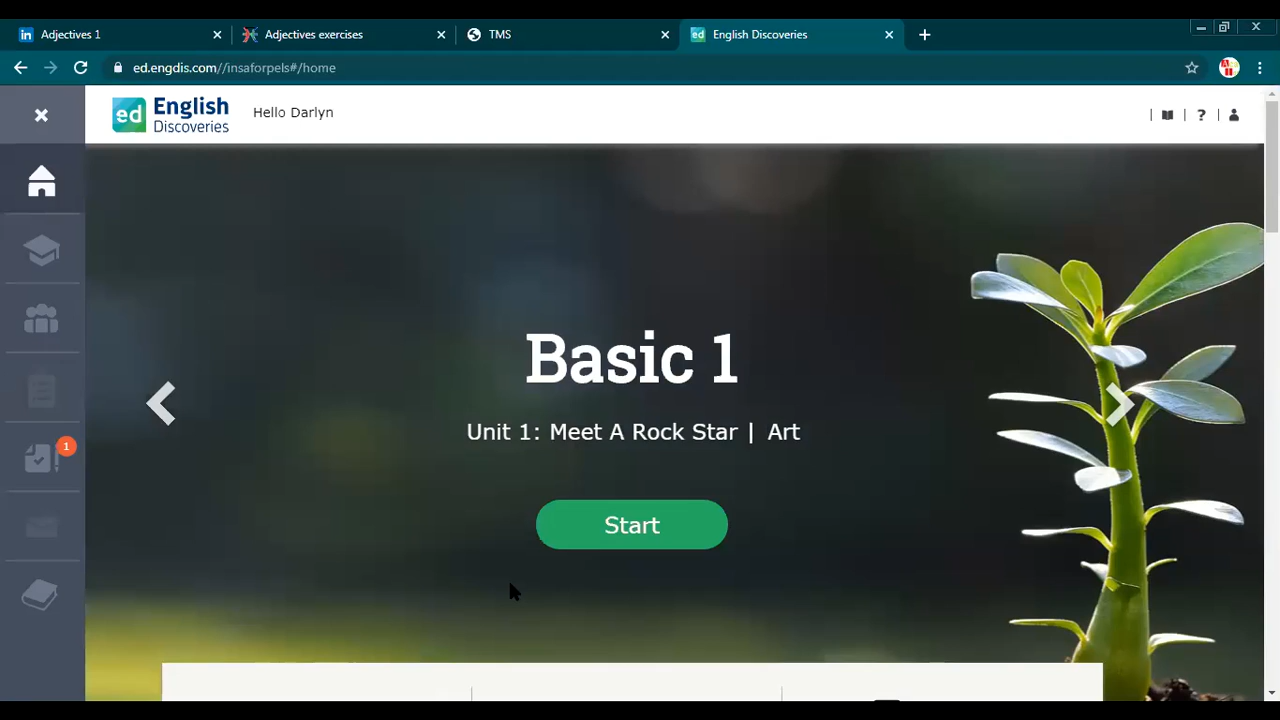 Adjectives 1
Adjectives exercises
TMS
English Discoveries
ed.engdis.com//insaforpels#/home
ed English Discoveries
Hello Darlyn
?
1
Basic 1
Unit 1: Meet A Rock Star | Art
Start